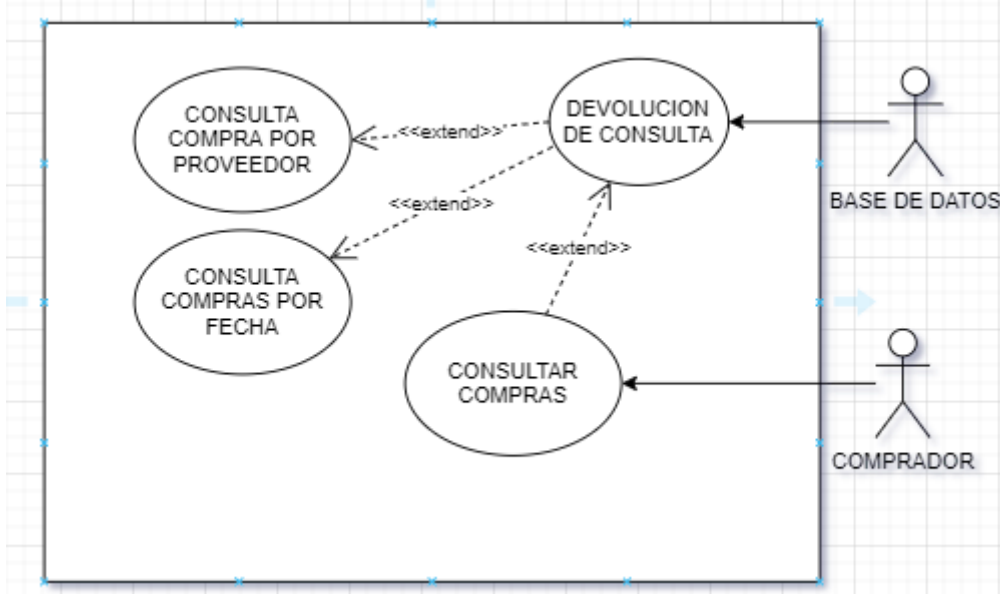 CONSULTA
COMPRA POR
PROVEEDOR
<<extend>>
DEVOLUCION
DE CONSULTA
BASE DE DATOS
<<extend>>
CONSULTA
COMPRAS POR
FECHA
<<extend>>
CONSULTAR
COMPRAS
COMPRADOR